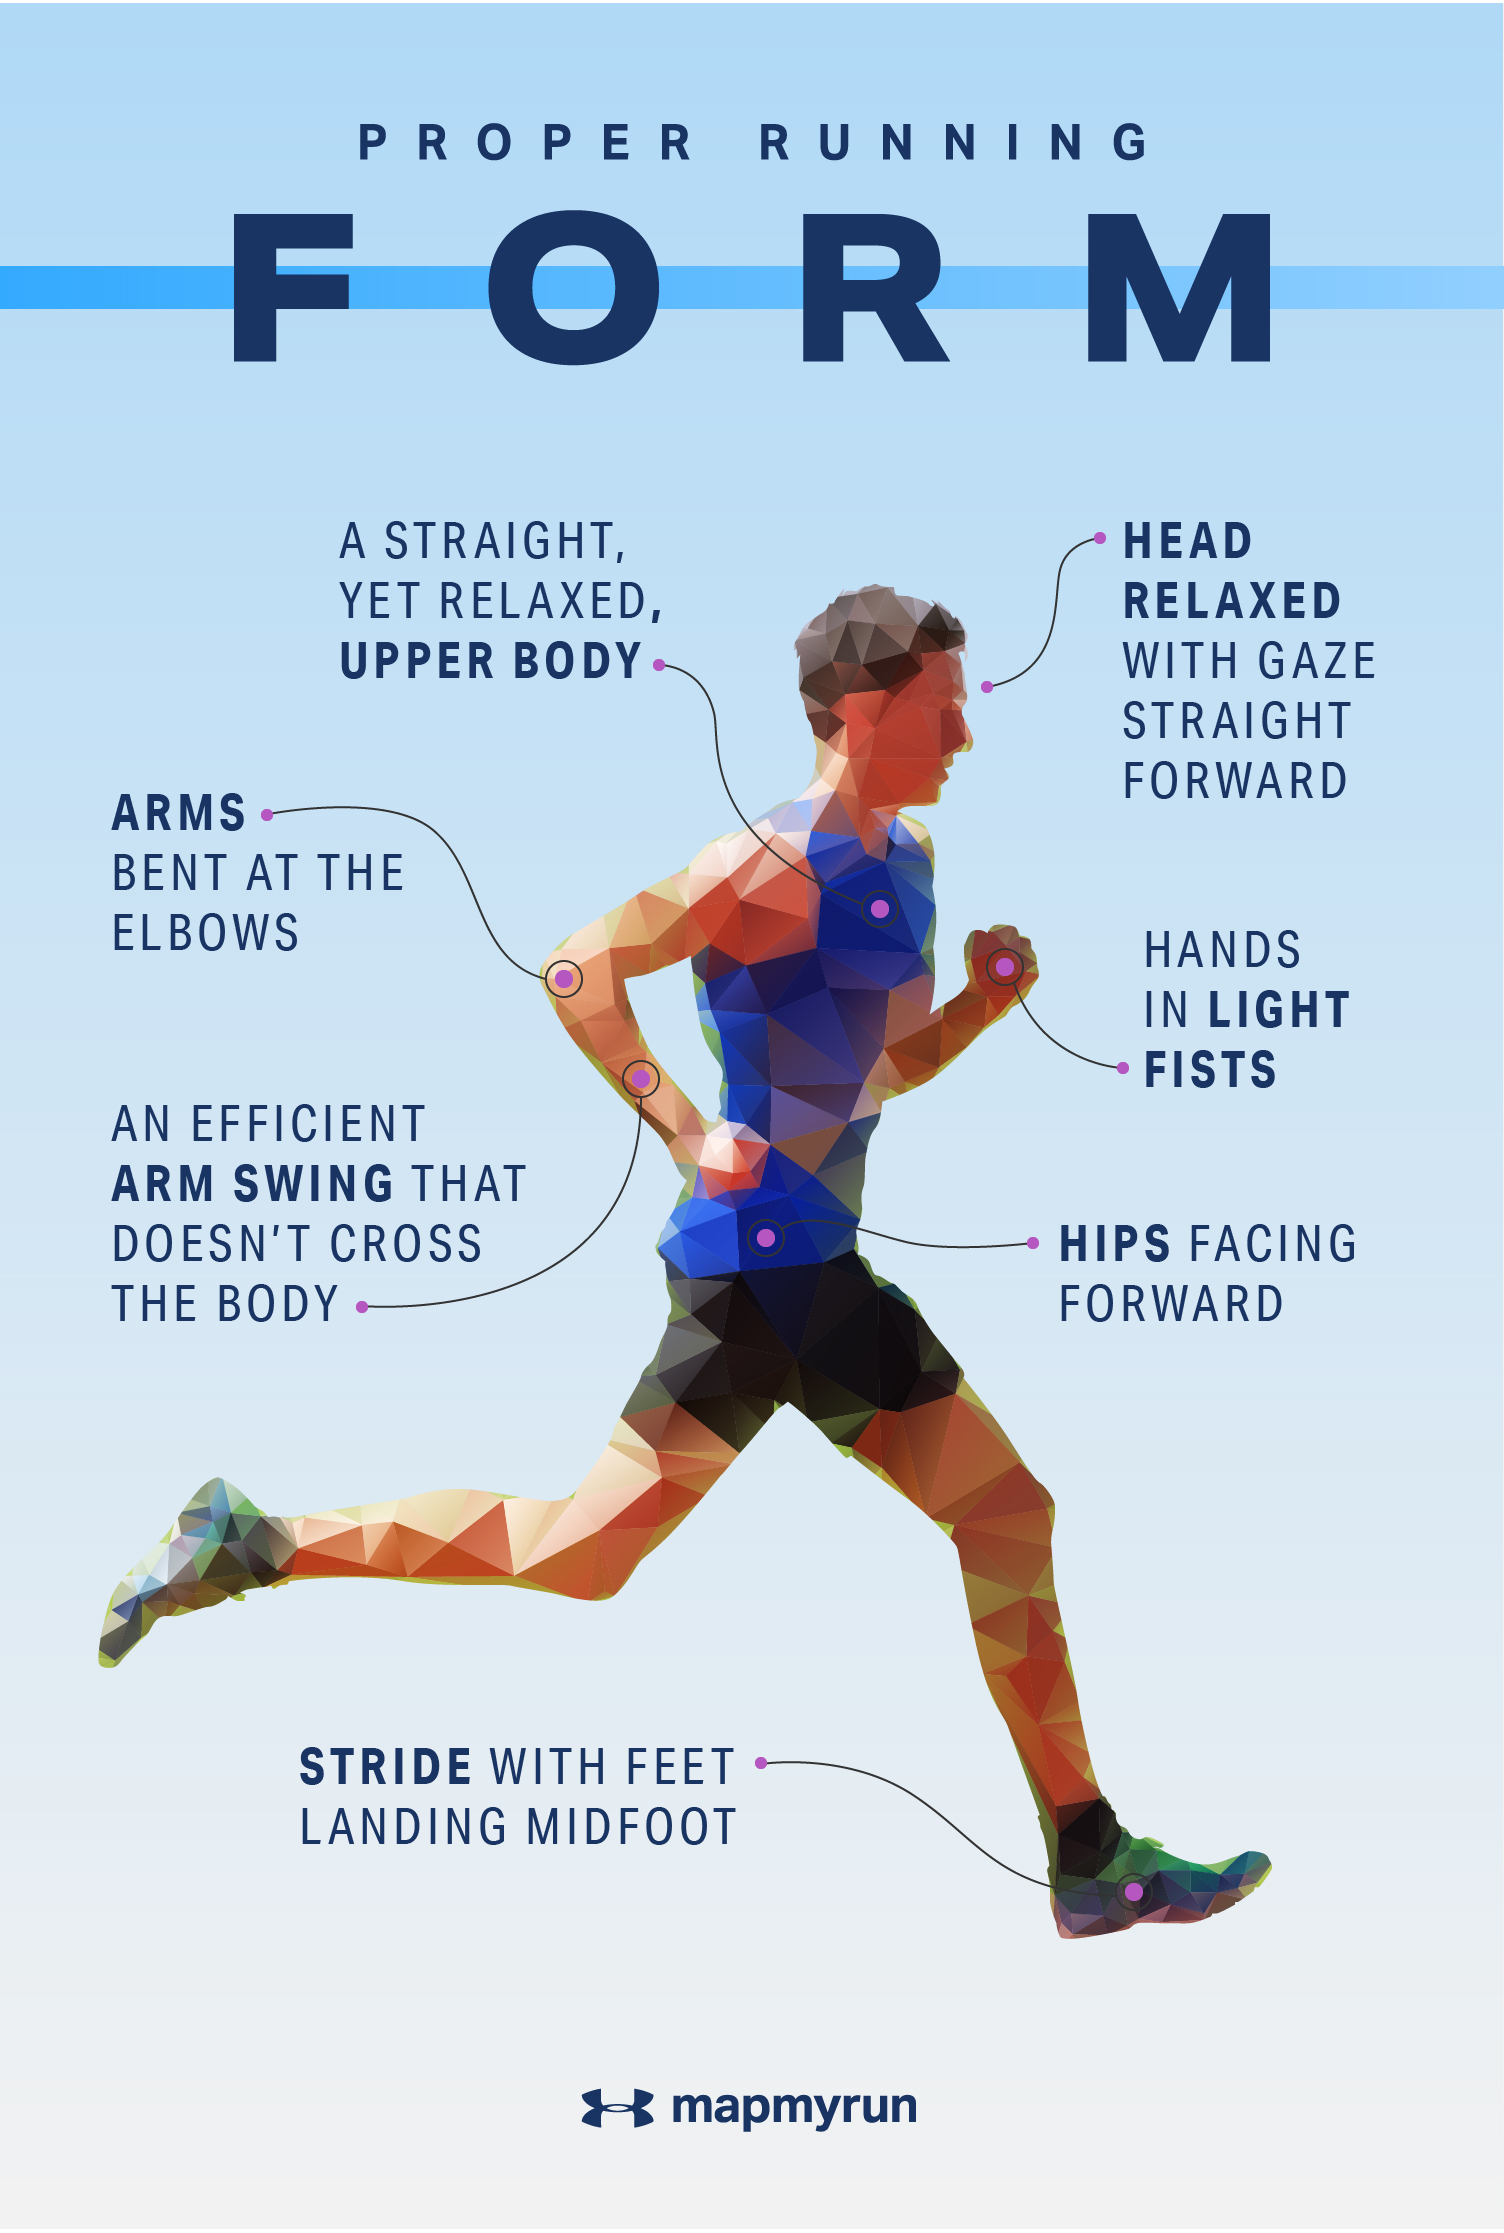 PROPER RUNNING
FORM
A STRAIGHT,
YET RELAXED,
UPPER BODY
HEAD
RELAXED
WITH GAZE
STRAIGHT
FORWARD
ARMS
BENT AT THE
ELBOWS
HANDS
IN LIGHT
FISTS
AN EFFICIENT
ARM SWING THAT
DOESN'T CROSS
THE BODY
HIPS FACING
FORWARD
STRIDE WITH FEET
LANDING MIDFOOT
mapmyrun